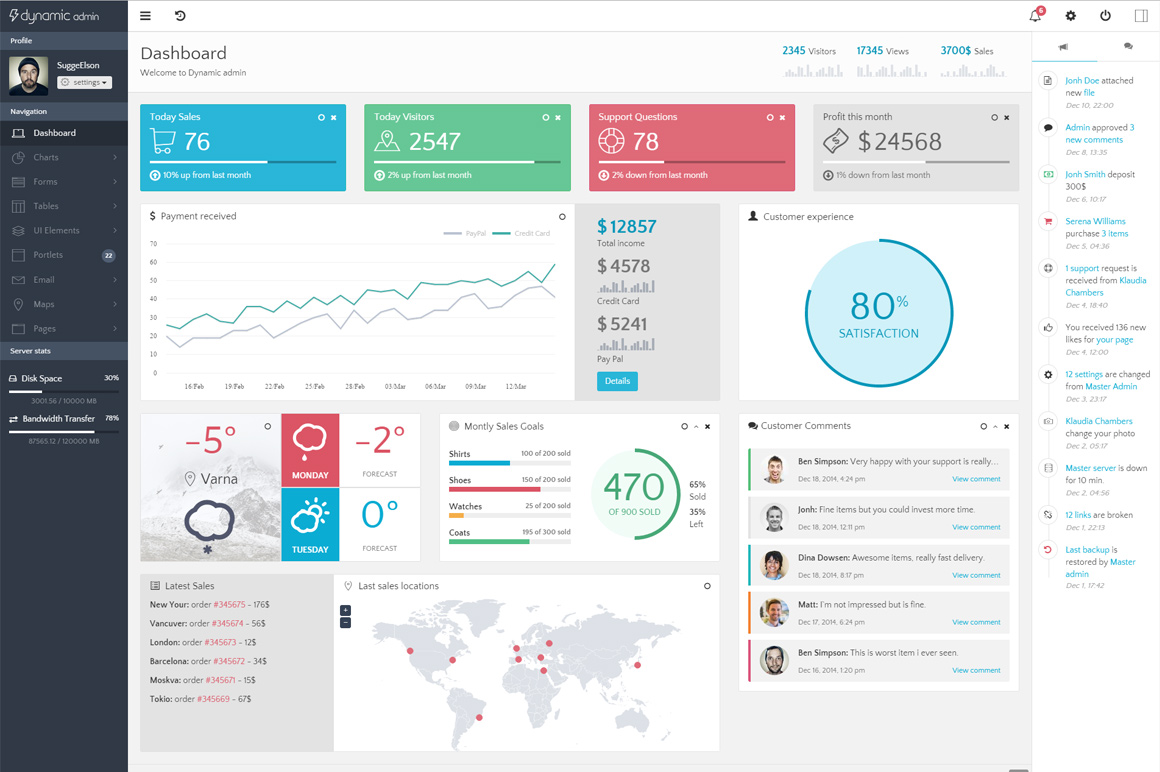 dynamic admin
6
Profile
SuggeElson
settings
Navigation
Dashboard
Charts
Forms
Tables
UI Elements
Portlets 22
Email
Maps
Pages
Server stats
Disk Space 30%
3001.56 / 10000 MB
Bandwidth Transfer 78%
87565.12 / 120000 MB
Dashboard
Welcome to Dynamic admin
2345 Visitors
17345 Views
3700$ Sales
Today Sales
76
10% up from last month
Today Visitors
2547
2% up from last month
Support Questions
78
2% down from last month
Profit this month
$24568
1% down from last month
$ Payment received
PayPal Credit Card
70
60
50
40
30
20
10
0
16/Feb 19/Feb 22/Feb 25/Feb 28/Feb 03/Mar 06/Mar 09/Mar 12/Mar
$12857
Total income
$4578
Credit Card
$5241
Pay Pal
Details
Customer experience
80%
SATISFACTION
-5°
Varna
MONDAY
-2°
FORECAST
TUESDAY
0°
FORECAST
Montly Sales Goals
Shirts 100 of 200 sold
Shoes 150 of 200 sold
Watches 25 of 200 sold
Coats 195 of 300 sold
470
OF 900 SOLD
65%
Sold
35%
Left
Customer Comments
Ben Simpson: Very happy with your support is really...
Dec 18, 2014, 4:24 pm View comment
Jonh: Fine items but you could invest more time.
Dec 18, 2014, 12:11 pm View comment
Dina Dowsen: Awesome items, really fast delivery.
Dec 18, 2014, 8:17 pm View comment
Matt: I'm not impressed but is fine.
Dec 17, 2014, 6:24 pm View comment
Ben Simpson: This is worst item i ever seen.
Dec 16, 2014, 1:20 pm View comment
Latest Sales
New Your: order #345675 - 176$
Vancuver: order #345674 - 56$
London: order #345673 - 12$
Barcelona: order #345672 - 34$
Moskva: order #345671 - 15$
Tokio: order #345669 - 67$
Last sales locations
+
−
Jonh Doe attached
new file
Dec 10, 22:00
Admin approved 3
new comments
Dec 8, 13:35
Jonh Smith deposit
300$
Dec 6, 10:17
Serena Williams
purchase 3 items
Dec 5, 04:36
1 support request is
received from Klaudia
Chambers
Dec 4, 18:40
You received 136 new
likes for your page
Dec 4, 12:00
12 settings are changed
from Master Admin
Dec 3, 23:17
Klaudia Chambers
change your photo
Dec 2, 05:17
Master server is down
for 10 min.
Dec 2, 04:56
12 links are broken
Dec 1, 22:13
Last backup is
restored by Master
admin
Dec 1, 17:42